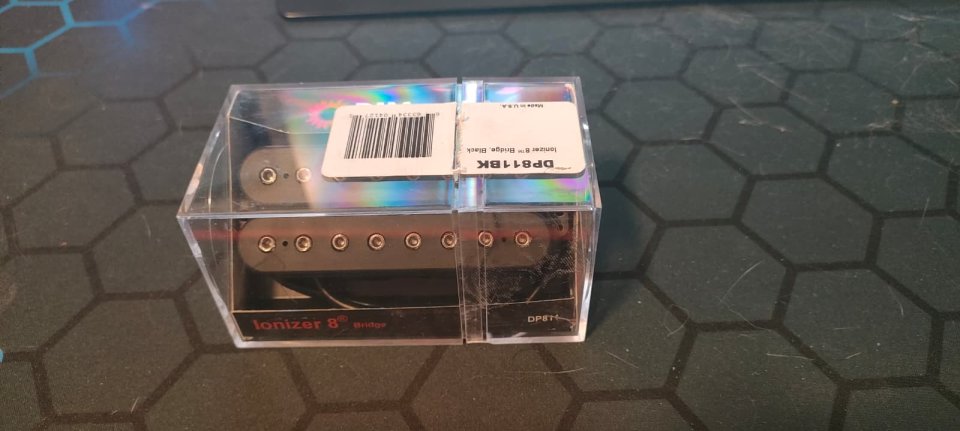 Made in U.S.A.
Ionizer 8™ Bridge, Black
DP811BK
Ionizer 8® Bridge
DP811